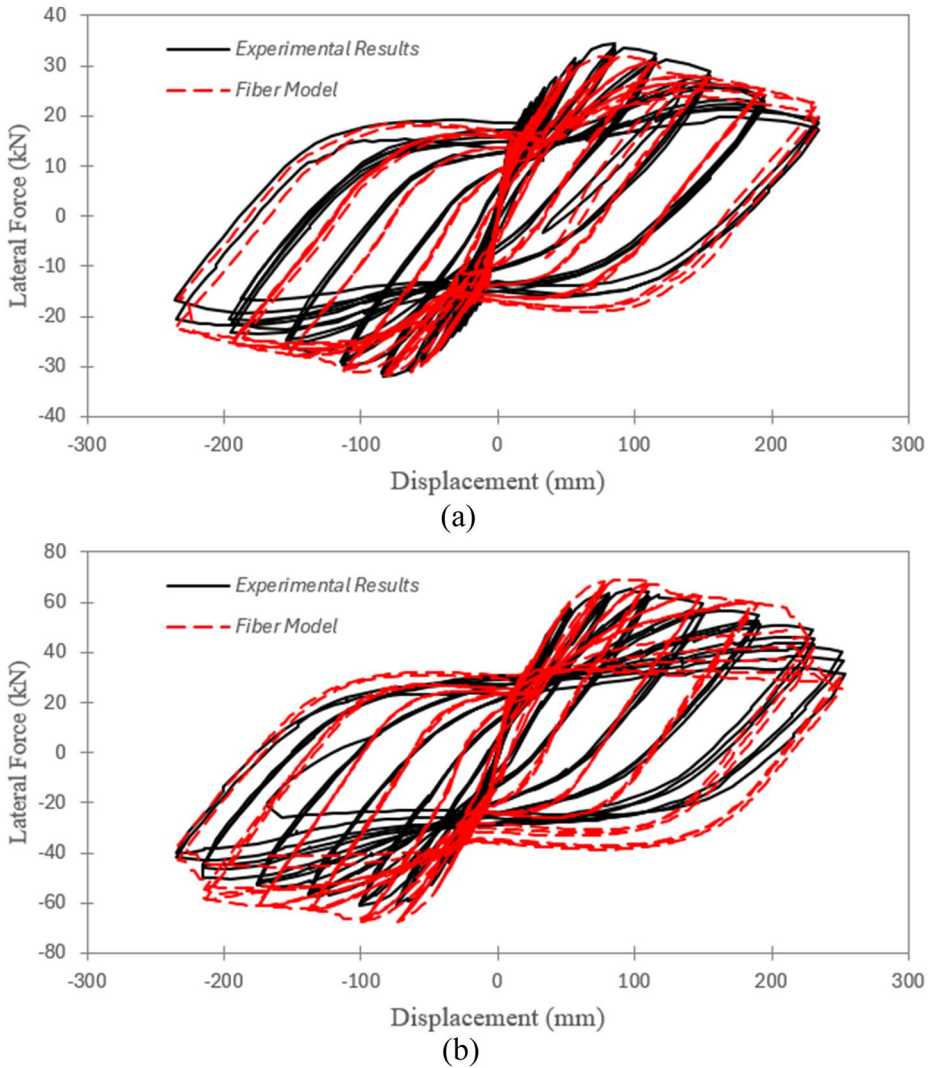 40
30
20
10
0
-10
-20
-30
-40
Lateral Force (kN)
Experimental Results
Fiber Model
-300 -200 -100 0 100 200 300
Displacement (mm)
(a)
80
60
40
20
0
-20
-40
-60
-80
Lateral Force (kN)
Experimental Results
Fiber Model
-300 -200 -100 0 100 200 300
Displacement (mm)
(b)